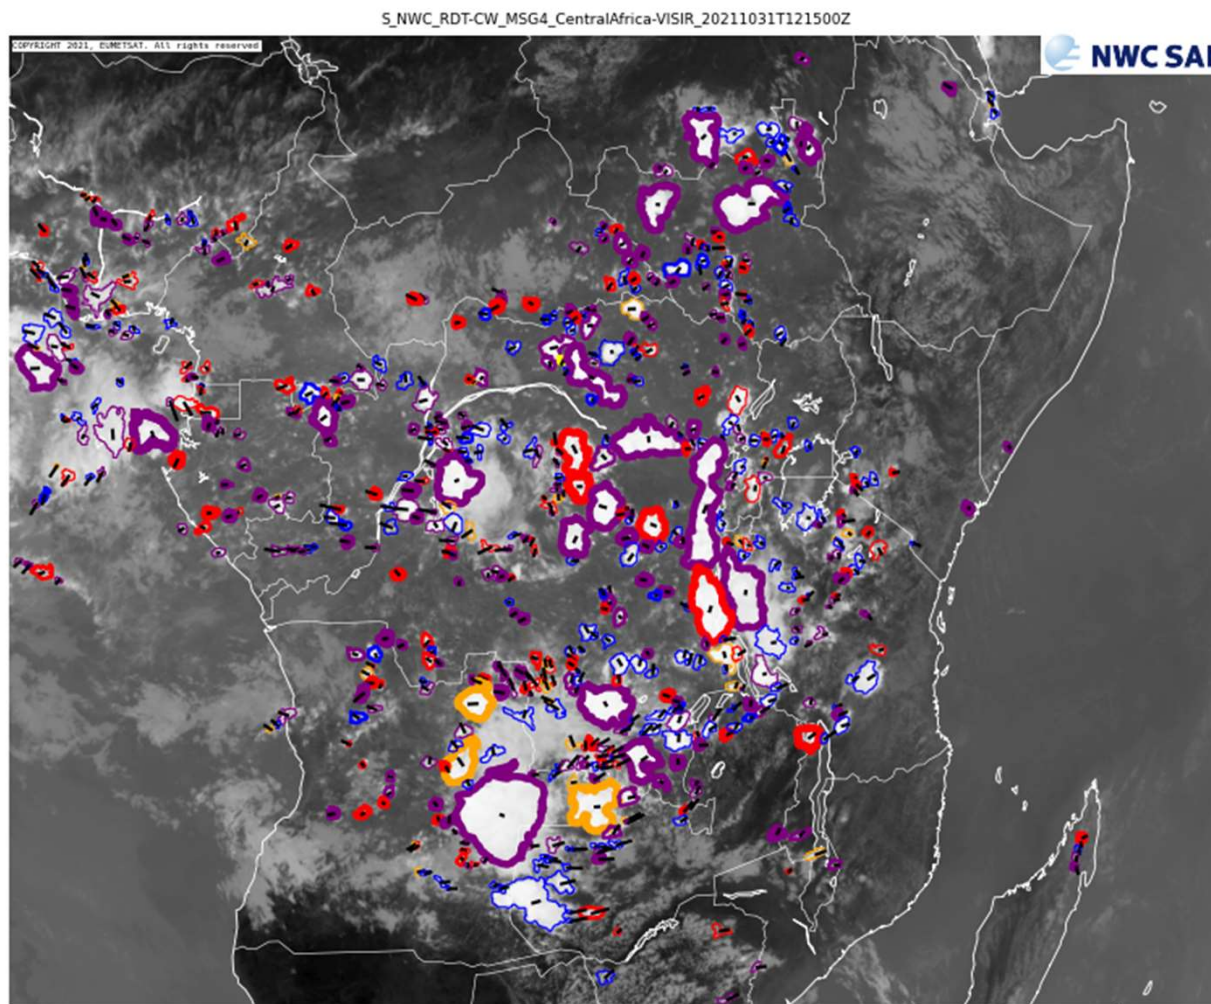 S_NWC_RDT-CW_MSG4_CentralAfrica-VISIR_20211031T121500Z
COPYRIGHT 2021, EUMETSAT. All rights reserved
NWC SAF